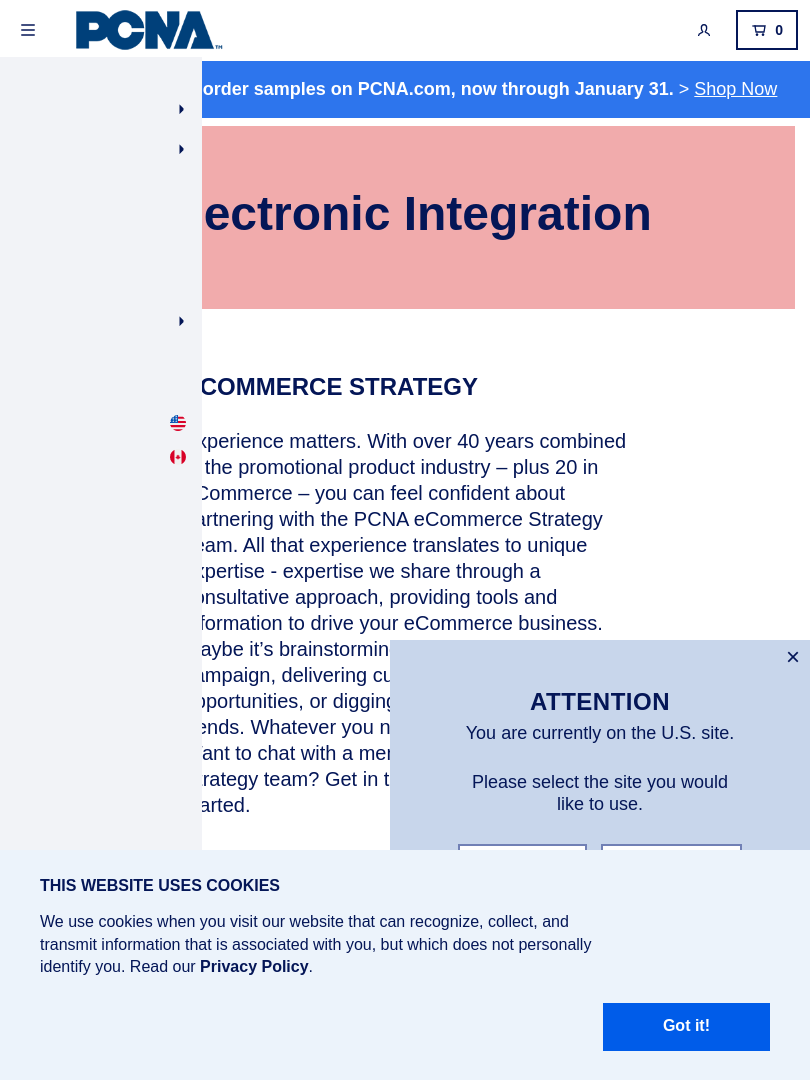 PCNA™
0
order samples on PCNA.com, now through January 31. > Shop Now
ectronic Integration
COMMERCE STRATEGY
xperience matters. With over 40 years combined
the promotional product industry – plus 20 in
Commerce – you can feel confident about
artnering with the PCNA eCommerce Strategy
eam. All that experience translates to unique
xpertise - expertise we share through a
onsultative approach, providing tools and
formation to drive your eCommerce business.
aybe it’s brainstorming
ampaign, delivering cu
pportunities, or digging
ends. Whatever you n
ant to chat with a mer
rategy team? Get in t
arted.
×
ATTENTION
You are currently on the U.S. site.
Please select the site you would
like to use.
THIS WEBSITE USES COOKIES
We use cookies when you visit our website that can recognize, collect, and
transmit information that is associated with you, but which does not personally
identify you. Read our Privacy Policy.
Got it!